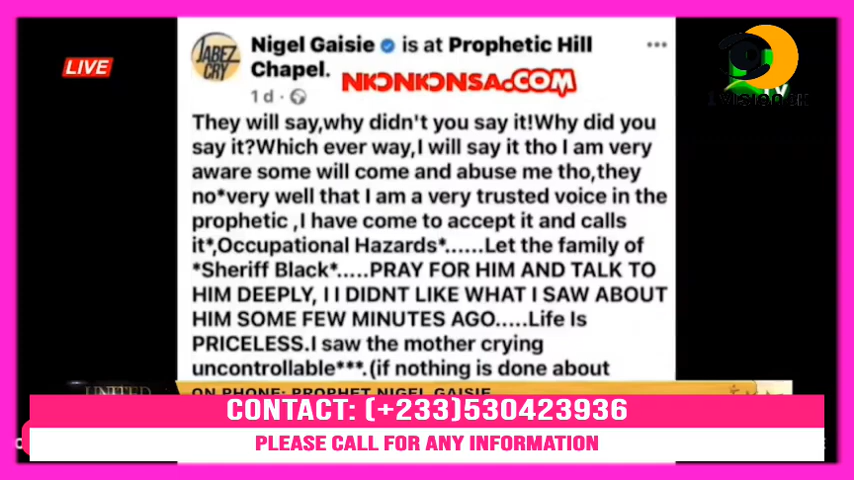 LIVE
JABEZ
CRY
Nigel Gaisie is at Prophetic Hill
Chapel.
NKONKONSA.COM
1 d ·
They will say,why didn't you say it!Why did you
say it?Which ever way,I will say it tho I am very
aware some will come and abuse me tho,they
no*very well that I am a very trusted voice in the
prophetic ,I have come to accept it and calls
it*,Occupational Hazards*......Let the family of
*Sheriff Black*.....PRAY FOR HIM AND TALK TO
HIM DEEPLY, I I DIDNT LIKE WHAT I SAW ABOUT
HIM SOME FEW MINUTES AGO.....Life Is
PRICELESS.I saw the mother crying
uncontrollable***.(if nothing is done about
TV
UNITED
ON PHONE: PROPHET NIGEL GAISIE
CONTACT: (+233)530423936
PLEASE CALL FOR ANY INFORMATION